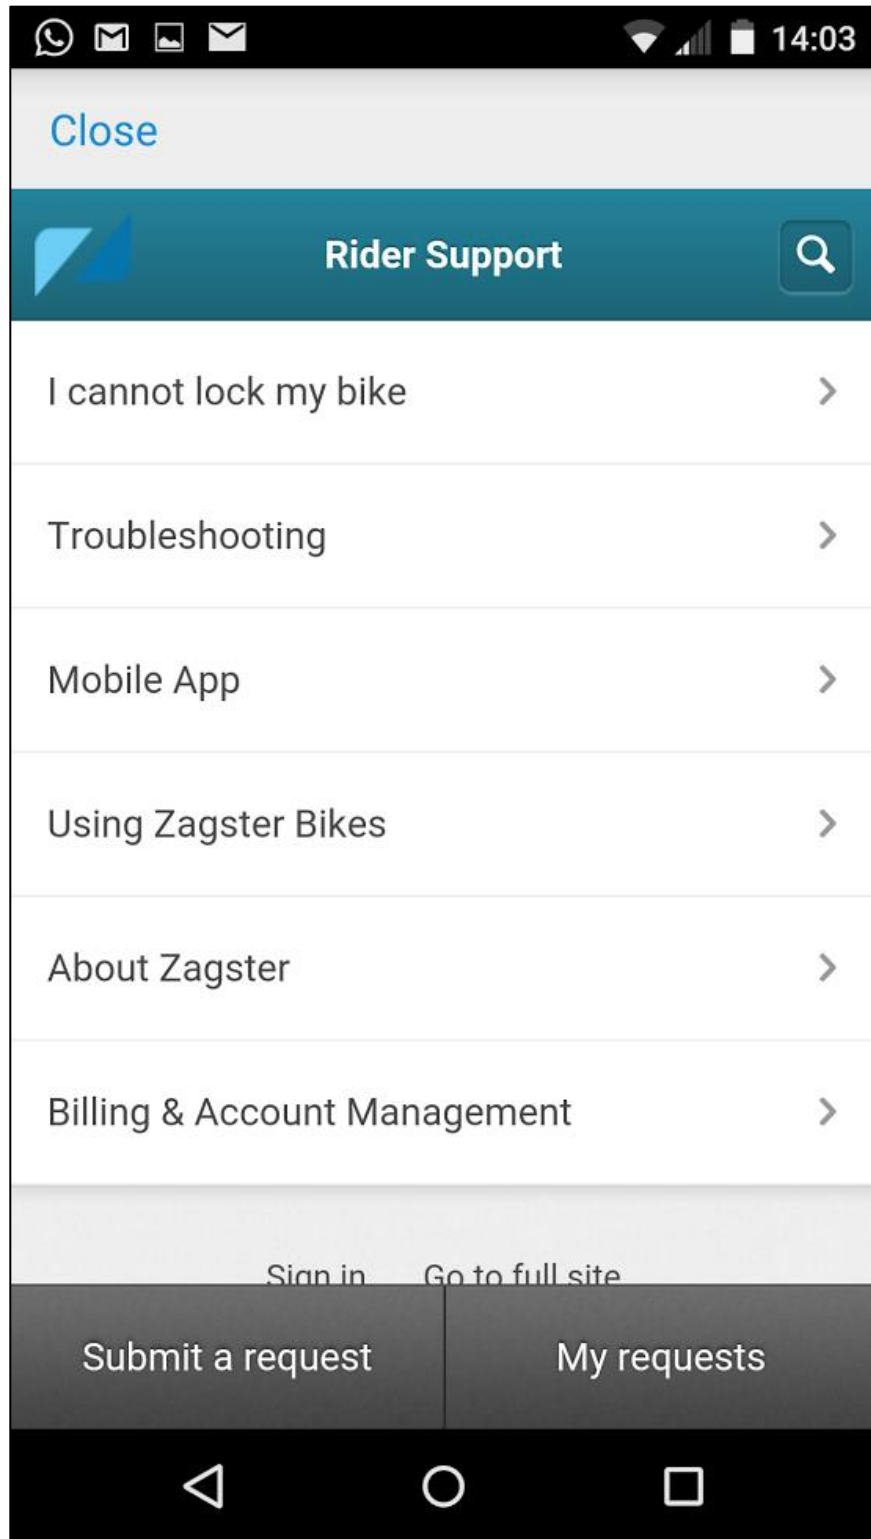 14:03
Close
Rider Support
I cannot lock my bike
Troubleshooting
Mobile App
Using Zagster Bikes
About Zagster
Billing & Account Management
Sign in Go to full site
Submit a request My requests